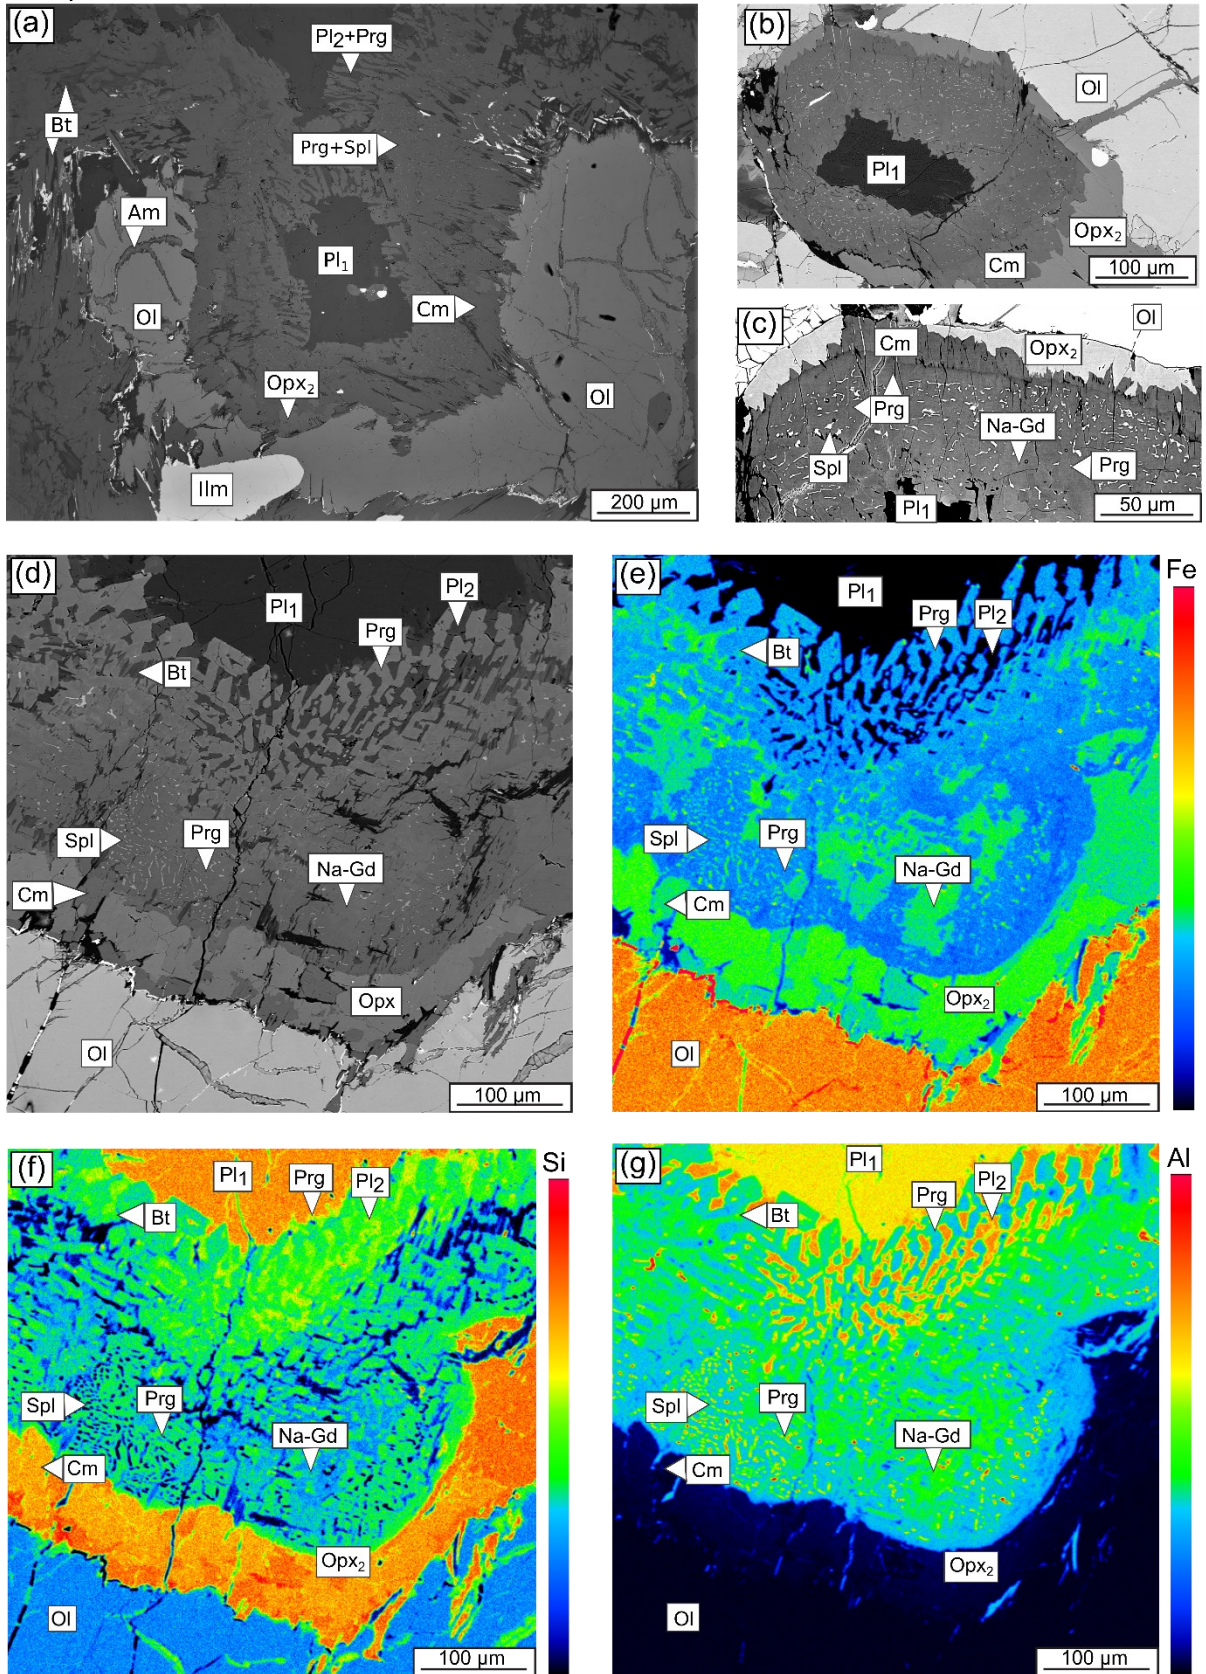 (a)
Pl2+Prg
Bt
Prg+Spl
Am
Pl1
Ol
Cm
Opx2
Ol
Ilm
200 µm
(b)
Ol
Pl1
Opx2
Cm
100 µm
(c)
Ol
Cm
Opx2
Prg
Na-Gd
Spl
Prg
Pl1
50 µm
(d)
Pl1
Pl2
Prg
Bt
Spl
Prg
Na-Gd
Cm
Opx
Ol
100 µm
(e)
Fe
Pl1
Prg
Pl2
Bt
Spl
Prg
Na-Gd
Cm
Opx2
Ol
100 µm
(f)
Si
Pl1
Prg
Pl2
Bt
Spl
Prg
Na-Gd
Cm
Opx2
Ol
100 µm
(g)
Al
Pl1
Prg
Pl2
Bt
Spl
Prg
Na-Gd
Cm
Opx2
Ol
100 µm